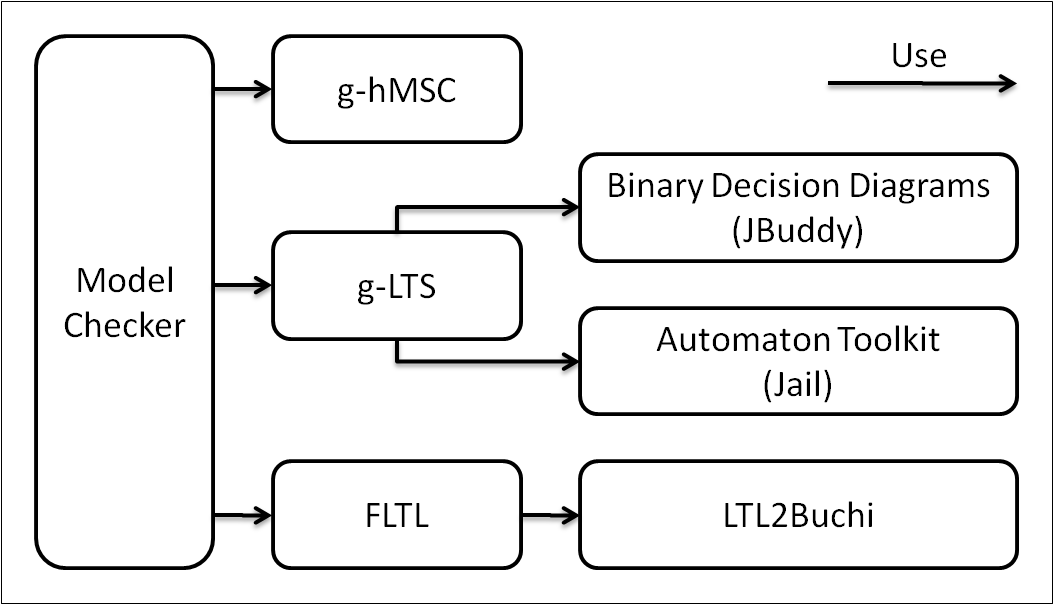 g-hMSC
Use
Binary Decision Diagrams
(JBuddy)
Model
Checker
g-LTS
Automaton Toolkit
(Jail)
FLTL
LTL2Buchi